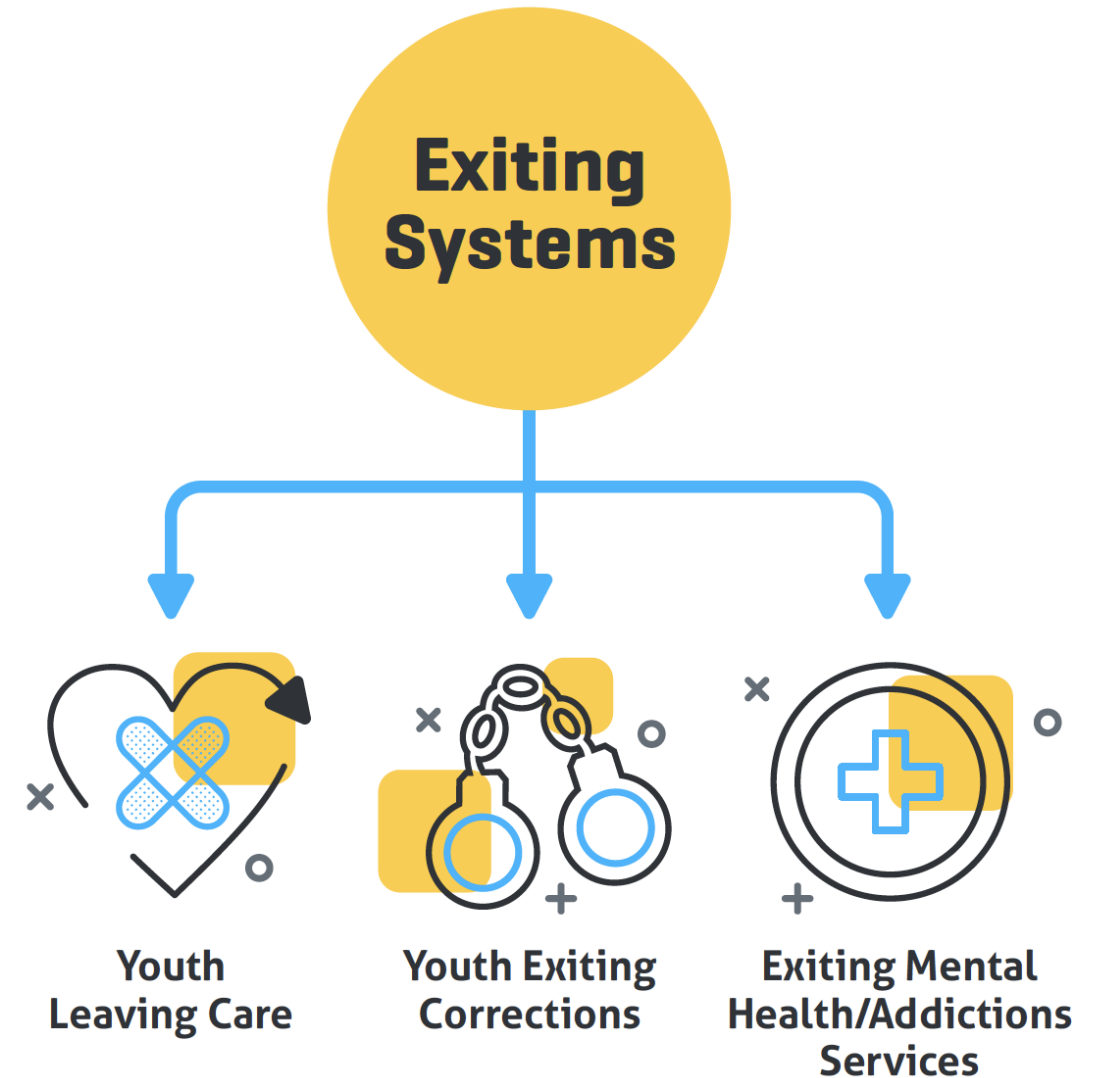 Exiting
Systems
Youth
Leaving Care
Youth Exiting
Corrections
Exiting Mental
Health/Addictions
Services